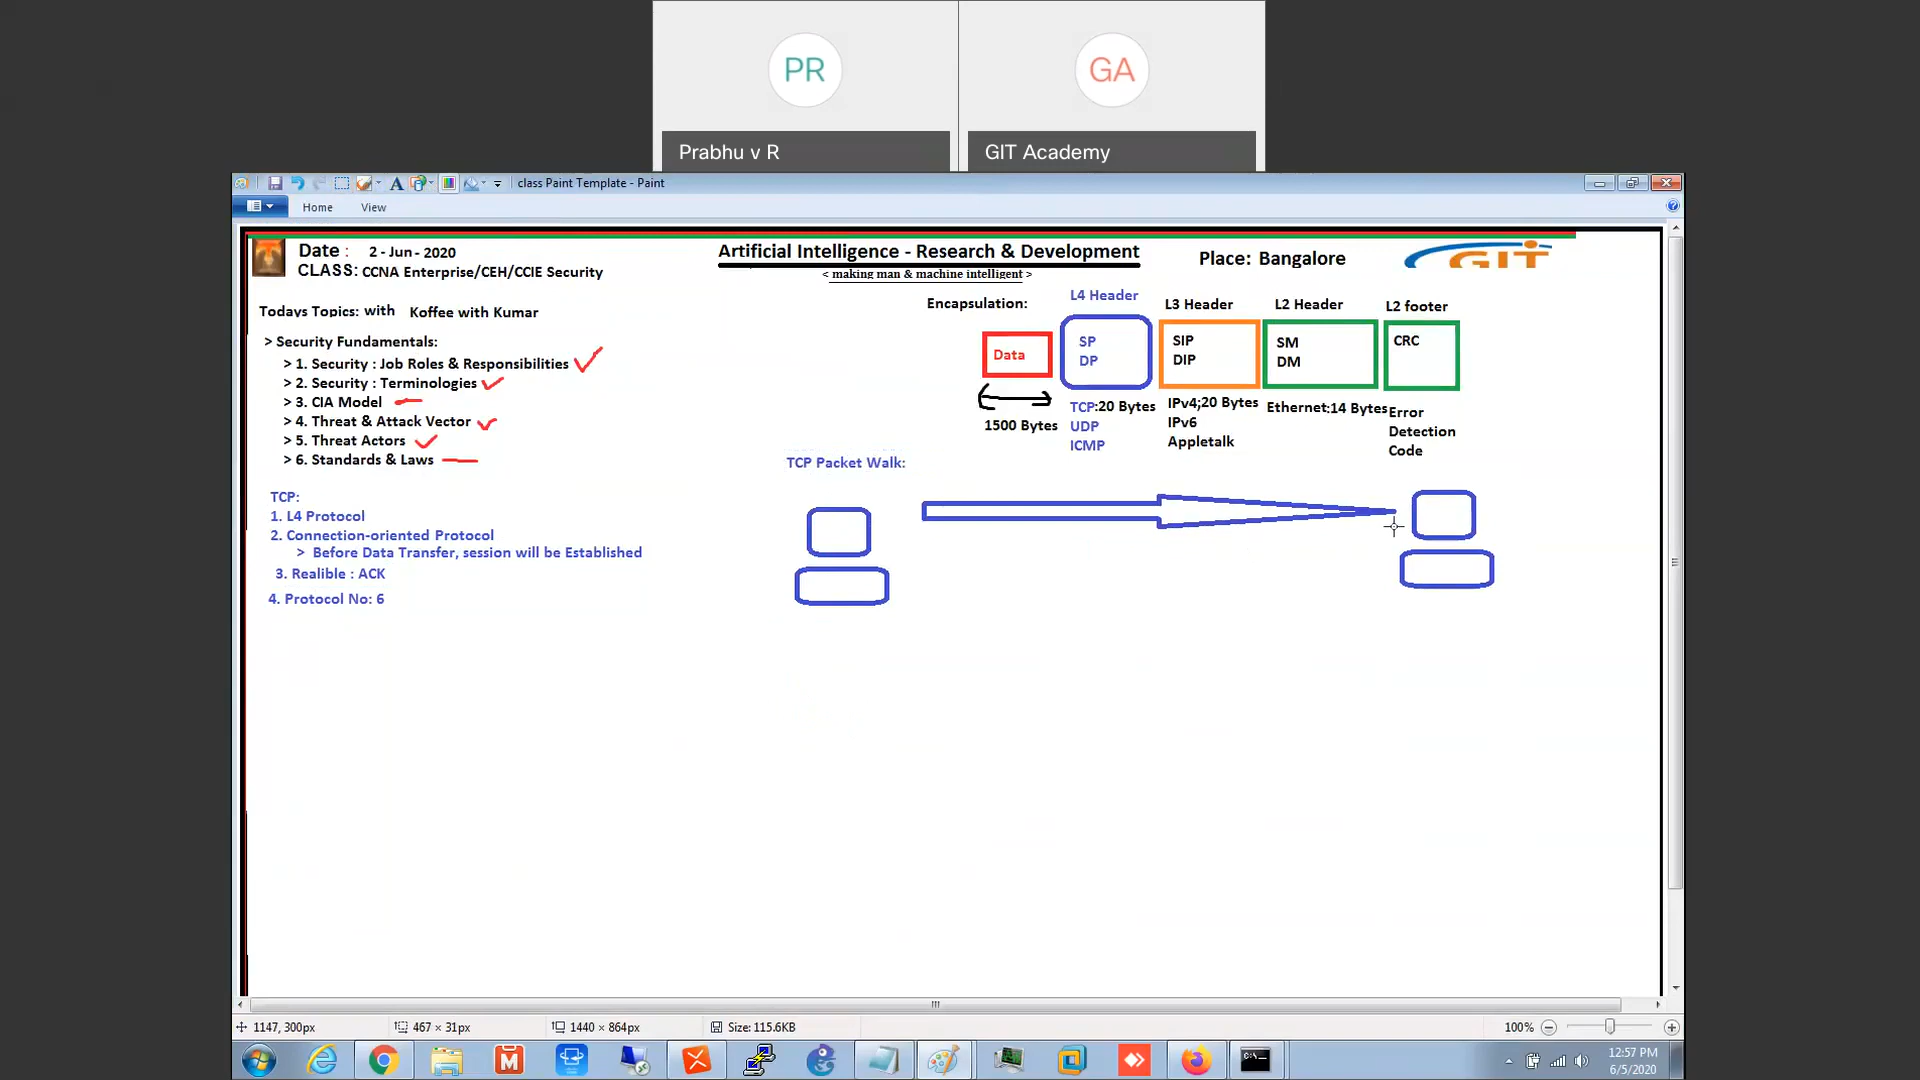 PR
GA
Prabhu v R
GIT Academy
class Paint Template - Paint
Home
View
Date : 2 - Jun - 2020
CLASS: CCNA Enterprise/CEH/CCIE Security
Artificial Intelligence - Research & Development
< making man & machine intelligent >
Place: Bangalore
GIT
Todays Topics: with Koffee with Kumar
> Security Fundamentals:
> 1. Security : Job Roles & Responsibilities
> 2. Security : Terminologies
> 3. CIA Model
> 4. Threat & Attack Vector
> 5. Threat Actors
> 6. Standards & Laws
Encapsulation:
L4 Header
L3 Header
L2 Header
L2 footer
Data
SP
DP
SIP
DIP
SM
DM
CRC
1500 Bytes
TCP:20 Bytes
UDP
ICMP
IPv4;20 Bytes
IPv6
Appletalk
Ethernet:14 Bytes
Error
Detection
Code
TCP Packet Walk:
TCP:
1. L4 Protocol
2. Connection-oriented Protocol
> Before Data Transfer, session will be Established
3. Realible : ACK
4. Protocol No: 6
1147, 300px
467 × 31px
1440 × 864px
Size: 115.6KB
100%
12:57 PM
6/5/2020